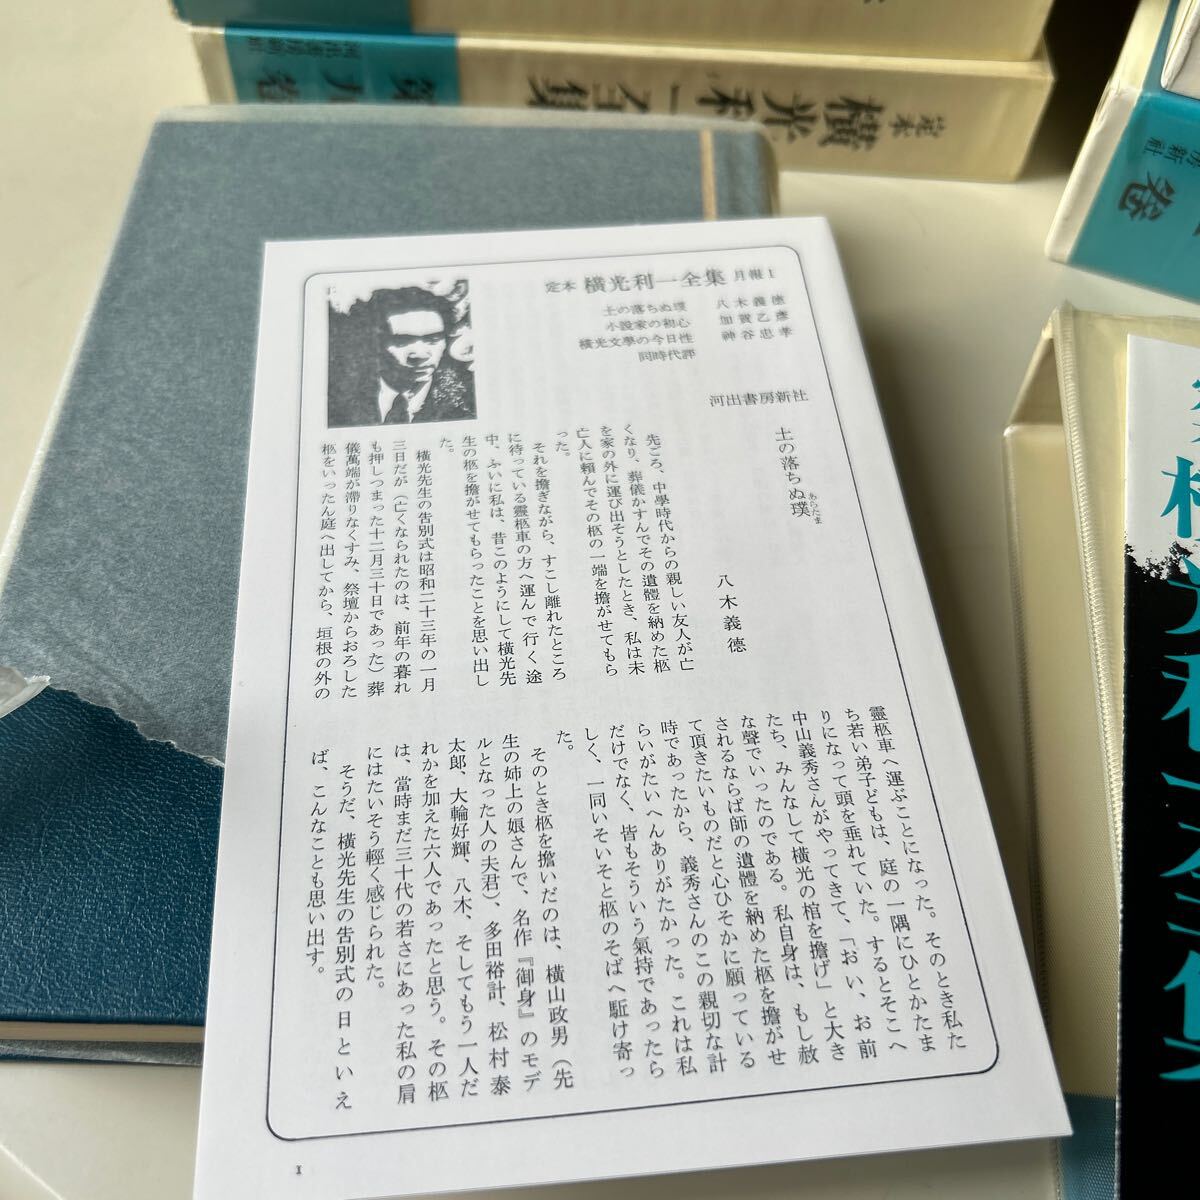 定本 横光利一全集 月報 I
土の落ちぬ璞 八木義德
小説家の初心 加賀乙彦
横光文學の今日性 神谷忠孝
同時代評
河出書房新社
土の落ちぬ璞
あらたま
八木義德
先ごろ、中學時代からの親しい友人が亡
くなり、葬儀がすんでその遺體を納めた柩
を家の外に運び出そうとしたとき、私は未
亡人に頼んでその柩の一端を擔がせてもら
った。
それを擔ぎながら、すこし離れたところ
に待っている靈柩車の方へ運んで行く途
中、ふいに私は、昔このようにして横光先
生の柩を擔がせてもらったことを思い出し
た。
横光先生の告別式は昭和二十三年の一月
三日だが（亡くなられたのは、前年の暮れ
も押しつまった十二月三十日であった）葬
儀萬端が滞りなくすみ、祭壇からおろした
柩をいったん庭へ出してから、垣根の外の
靈柩車へ運ぶことになった。そのとき私た
ち若い弟子どもは、庭の一隅にひとかたま
りになって頭を垂れていた。するとそこへ
中山義秀さんがやってきて、「おい、お前
たち、みんなして横光の棺を擔げ」と大き
な聲でいったのである。私自身は、もし赦
されるならば師の遺體を納めた柩を擔がせ
て頂きたいものだと心ひそかに願っている
時であったから、義秀さんのこの親切な計
らいがたいへんありがたかった。これは私
だけでなく、皆もそういう氣持であったら
しく、一同いそいそと柩のそばへ駈け寄っ
た。
そのとき柩を擔いだのは、横山政男（先
生の姉上の娘さんで、名作『御身』のモデ
ルとなった人の夫君）、多田裕計、松村泰
太郎、大輪好輝、八木、そしてもう一人だ
れかを加えた六人であったと思う。その柩
は、當時まだ三十代の若さにあった私の肩
にはたいそう輕く感じられた。
そうだ、横光先生の告別式の日といえ
ば、こんなことも思い出す。
1
定本 横光利一全集
河出書房新社
卷